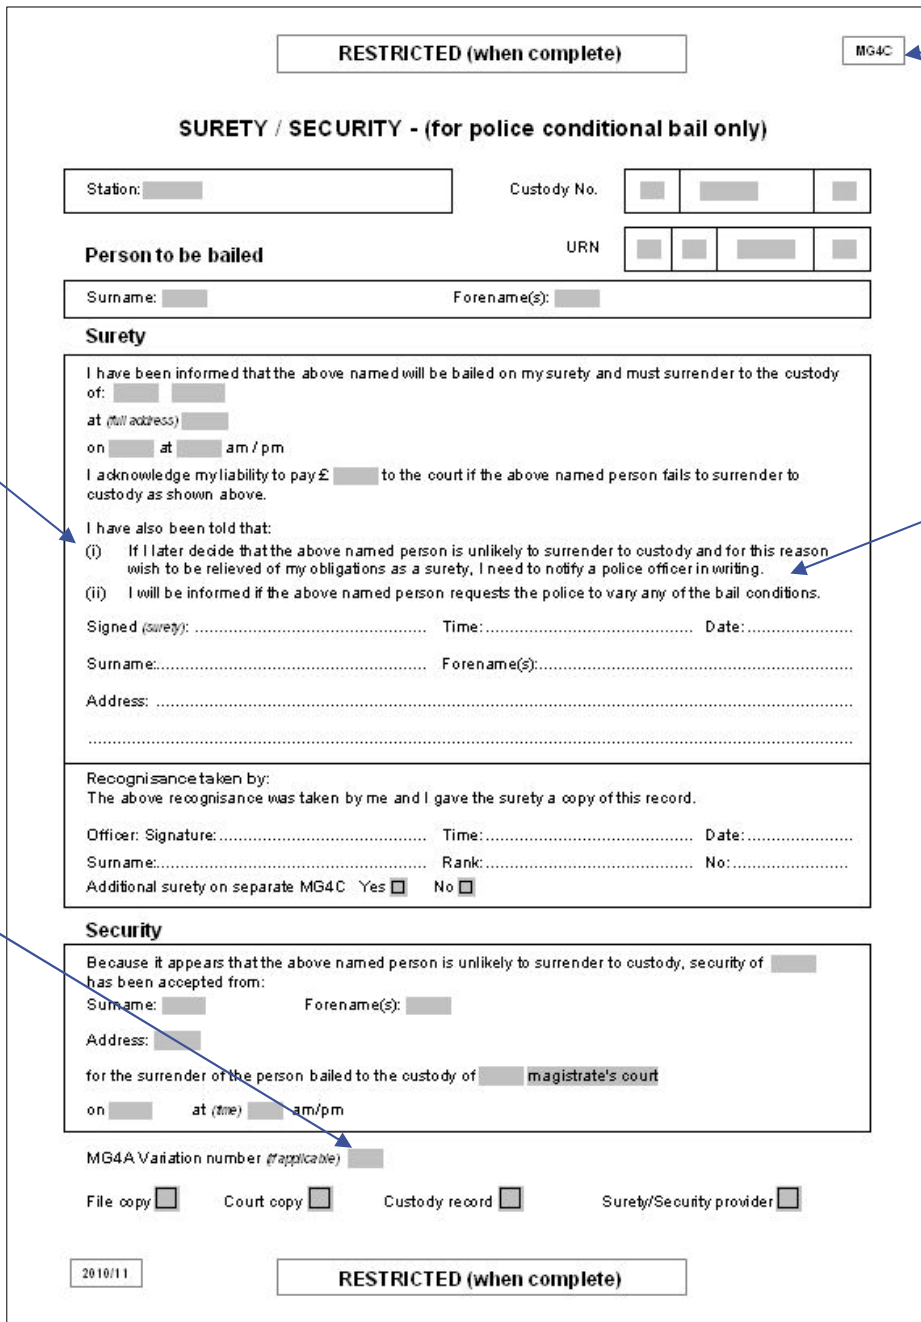 RESTRICTED (when complete)
MG4C
SURETY / SECURITY - (for police conditional bail only)
Station:
Custody No.
Person to be bailed
URN
Surname: Forename(s):
Surety
I have been informed that the above named will be bailed on my surety and must surrender to the custody
of:
at (full address)
on at am / pm
I acknowledge my liability to pay £ to the court if the above named person fails to surrender to
custody as shown above.
I have also been told that:
(i) If I later decide that the above named person is unlikely to surrender to custody and for this reason
wish to be relieved of my obligations as a surety, I need to notify a police officer in writing.
(ii) I will be informed if the above named person requests the police to vary any of the bail conditions.
Signed (surety): ................ Time: ................ Date: ................
Surname: ................ Forename(s): ................
Address: ................
................
Recognisance taken by:
The above recognisance was taken by me and I gave the surety a copy of this record.
Officer: Signature: ................ Time: ................ Date: ................
Surname: ................ Rank: ................ No: ................
Additional surety on separate MG4C Yes No
Security
Because it appears that the above named person is unlikely to surrender to custody, security of
has been accepted from:
Surname: Forename(s):
Address:
for the surrender of the person bailed to the custody of magistrate's court
on at (time) am/pm
MG4A Variation number (if applicable)
File copy Court copy Custody record Surety/Security provider
2010/11
RESTRICTED (when complete)